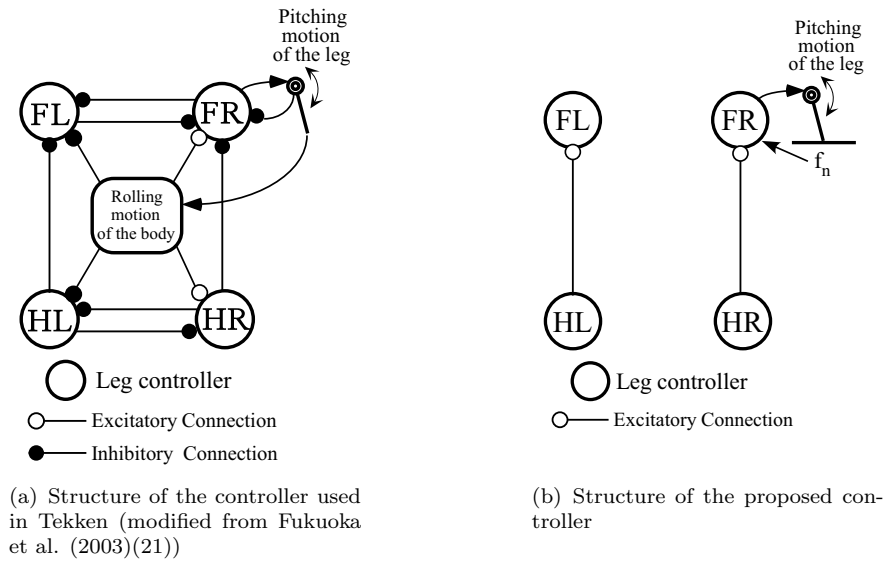 Pitching
motion
of the leg
FL
FR
Rolling
motion
of the body
HL
HR
Leg controller
Excitatory Connection
Inhibitory Connection
(a) Structure of the controller used
in Tekken (modified from Fukuoka
et al. (2003)(21))
Pitching
motion
of the leg
FL
FR
fn
HL
HR
Leg controller
Excitatory Connection
(b) Structure of the proposed con-
troller